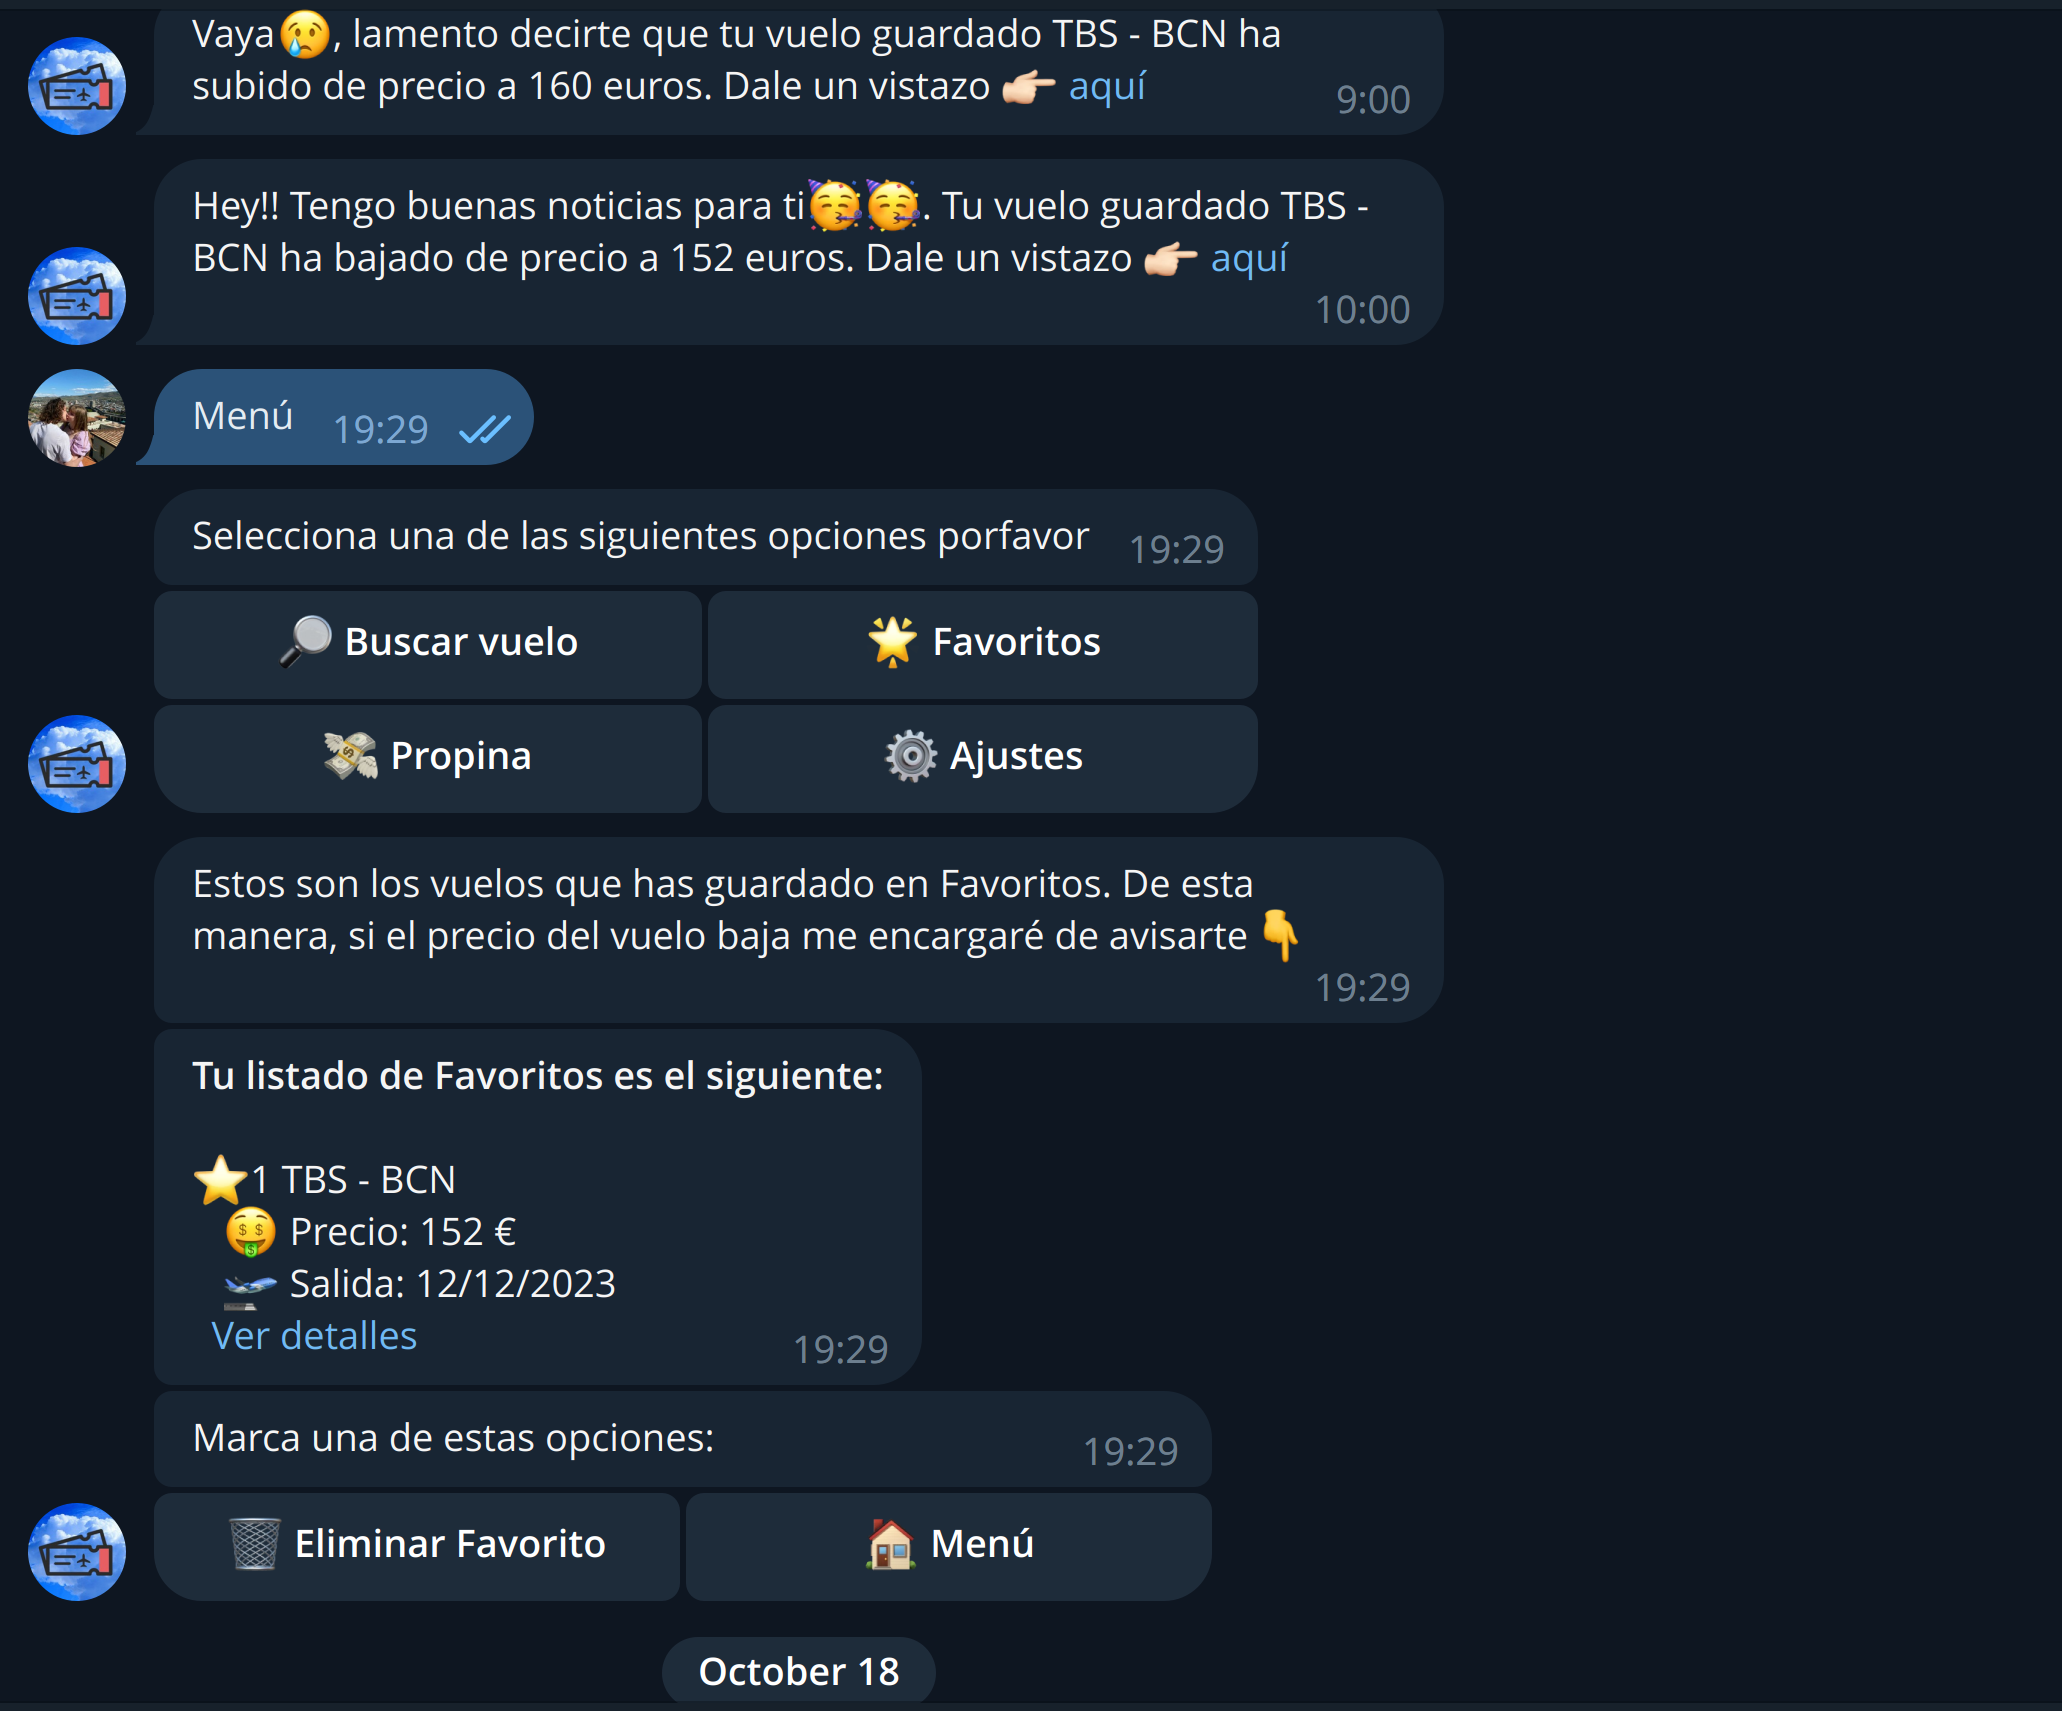 Vaya😢, lamento decirte que tu vuelo guardado TBS - BCN ha
subido de precio a 160 euros. Dale un vistazo 👉🏻 aquí
9:00
Hey!! Tengo buenas noticias para ti🥳🥳. Tu vuelo guardado TBS -
BCN ha bajado de precio a 152 euros. Dale un vistazo 👉🏻 aquí
10:00
Menú 19:29
Selecciona una de las siguientes opciones porfavor 19:29
🔎 Buscar vuelo
🌟 Favoritos
💸 Propina
⚙️ Ajustes
Estos son los vuelos que has guardado en Favoritos. De esta
manera, si el precio del vuelo baja me encargaré de avisarte 👇
19:29
Tu listado de Favoritos es el siguiente:
⭐1 TBS - BCN
🤑 Precio: 152 €
🛫 Salida: 12/12/2023
Ver detalles
19:29
Marca una de estas opciones: 19:29
🗑️ Eliminar Favorito
🏠 Menú
October 18